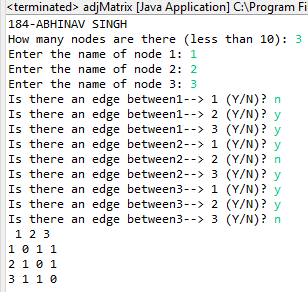 <terminated> adjMatrix [Java Application] C:\Program Fi
184-ABHINAV SINGH
How many nodes are there (less than 10): 3
Enter the name of node 1: 1
Enter the name of node 2: 2
Enter the name of node 3: 3
Is there an edge between1--> 1 (Y/N)? n
Is there an edge between1--> 2 (Y/N)? y
Is there an edge between1--> 3 (Y/N)? y
Is there an edge between2--> 1 (Y/N)? y
Is there an edge between2--> 2 (Y/N)? n
Is there an edge between2--> 3 (Y/N)? y
Is there an edge between3--> 1 (Y/N)? y
Is there an edge between3--> 2 (Y/N)? y
Is there an edge between3--> 3 (Y/N)? n
 1 2 3
1 0 1 1
2 1 0 1
3 1 1 0